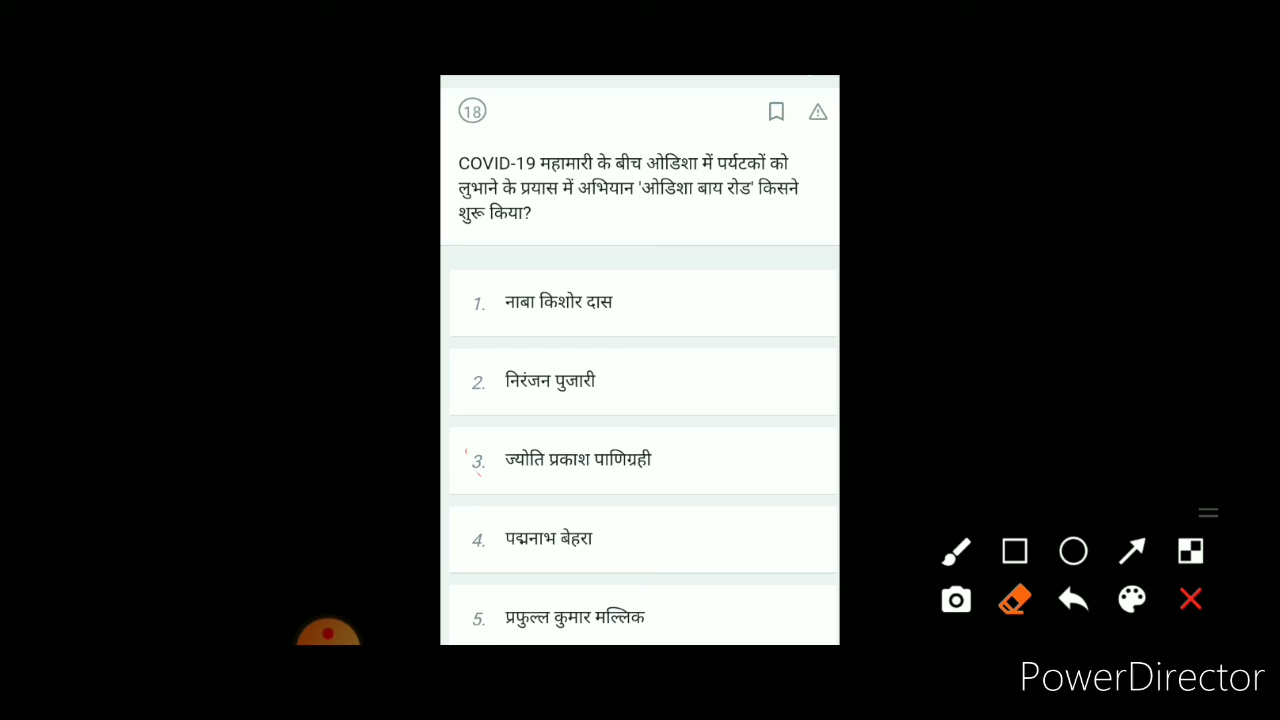 18
COVID-19 महामारी के बीच ओडिशा में पर्यटकों को
लुभाने के प्रयास में अभियान 'ओडिशा बाय रोड' किसने
शुरू किया?
1. नाबा किशोर दास
2. निरंजन पुजारी
3. ज्योति प्रकाश पाणिग्रही
4. पद्मनाभ बेहरा
5. प्रफुल्ल कुमार मल्लिक
PowerDirector